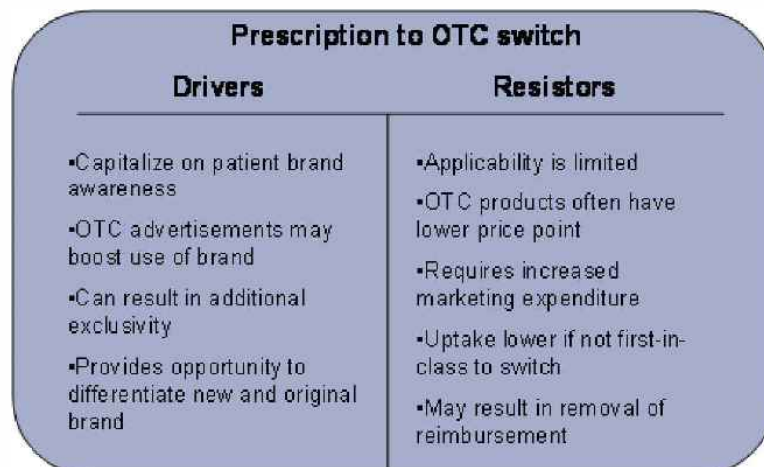 Prescription to OTC switch
Drivers
Resistors
▪Capitalize on patient brand
awareness
▪OTC advertisements may
boost use of brand
▪Can result in additional
exclusivity
▪Provides opportunity to
differentiate new and original
brand
▪Applicability is limited
▪OTC products often have
lower price point
▪Requires increased
marketing expenditure
▪Uptake lower if not first-in-
class to switch
▪May result in removal of
reimbursement